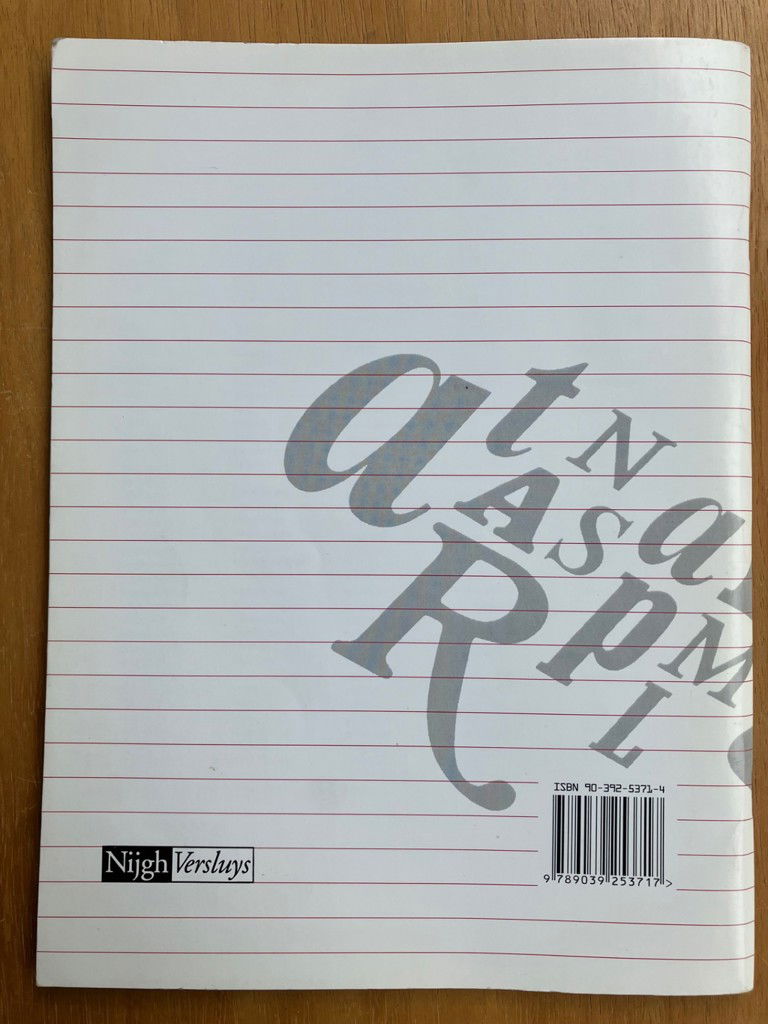 a t N
A S a
R p M
L
ISBN 90-392-5371-4
9 789039 253717 >
Nijgh Versluys